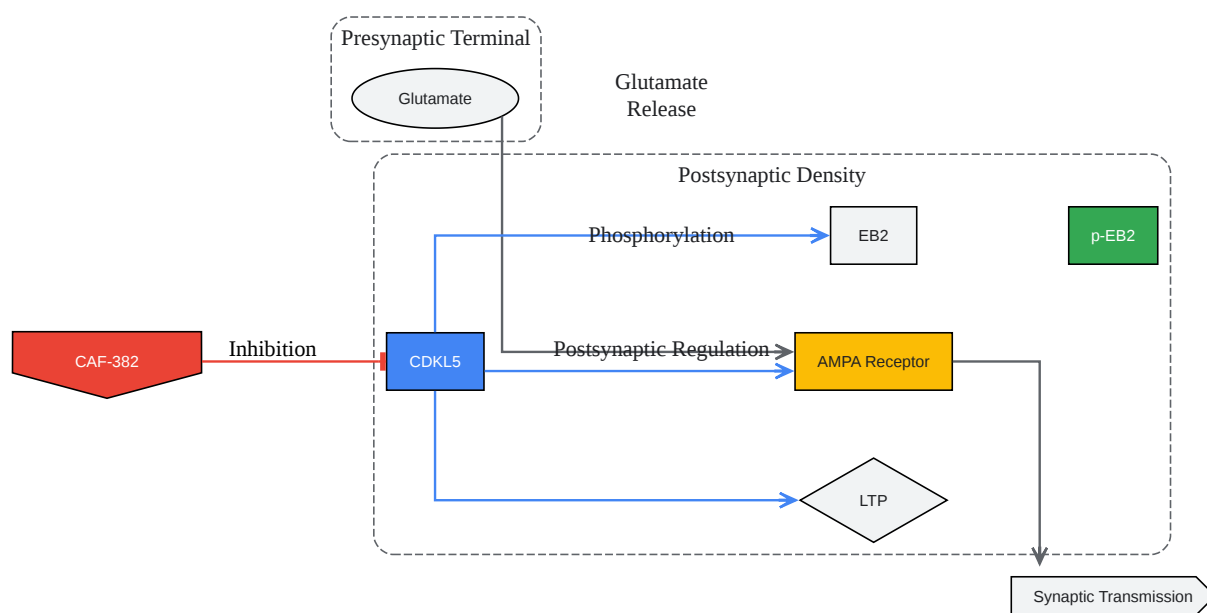 Presynaptic Terminal
Glutamate
Glutamate
Release
Postsynaptic Density
Phosphorylation
EB2
p-EB2
CAF-382
Inhibition
CDKL5
Postsynaptic Regulation
AMPA Receptor
LTP
Synaptic Transmission